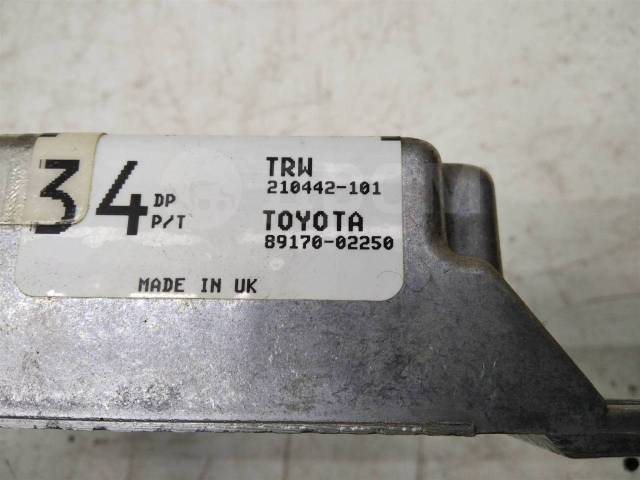 34 DP
P/T
TRW
210442-101
TOYOTA
89170-02250
MADE IN UK